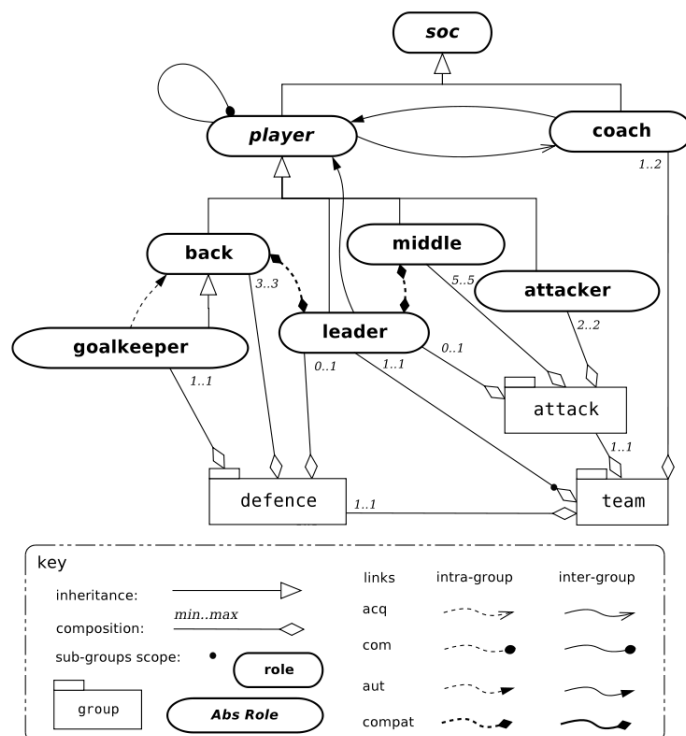 soc
player
coach
1..2
back
middle
3..3
5..5
attacker
goalkeeper
leader
2..2
1..1
0..1
1..1
0..1
attack
1..1
defence
1..1
team
key
inheritance:
composition:
min..max
sub-groups scope:
role
group
Abs Role
links intra-group inter-group
acq
com
aut
compat